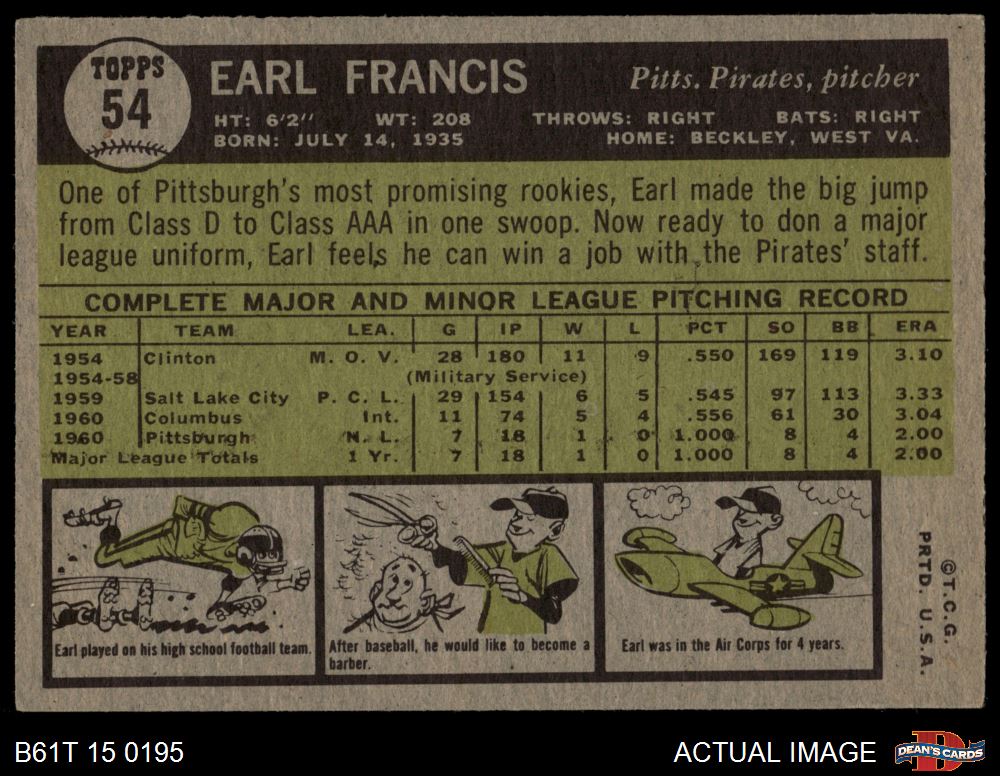 TOPPS
54
EARL FRANCIS
Pitts. Pirates, pitcher
HT: 6'2" WT: 208 THROWS: RIGHT BATS: RIGHT
BORN: JULY 14, 1935 HOME: BECKLEY, WEST VA.
One of Pittsburgh's most promising rookies, Earl made the big jump
from Class D to Class AAA in one swoop. Now ready to don a major
league uniform, Earl feels he can win a job with the Pirates' staff.
COMPLETE MAJOR AND MINOR LEAGUE PITCHING RECORD
YEAR TEAM LEA. G IP W L PCT SO BB ERA
1954 Clinton M. O. V. 28 180 11 9 .550 169 119 3.10
1954-58 (Military Service)
1959 Salt Lake City P. C. L. 29 154 6 5 .545 97 113 3.33
1960 Columbus Int. 11 74 5 4 .556 61 30 3.04
1960 Pittsburgh N. L. 7 18 1 0 1.000 8 4 2.00
Major League Totals 1 Yr. 7 18 1 0 1.000 8 4 2.00
Earl played on his high school football team.
After baseball, he would like to become a
barber.
Earl was in the Air Corps for 4 years.
©T.C.G.
PRTD. U.S.A.
B61T 15 0195
ACTUAL IMAGE
D
DEAN'S CARDS